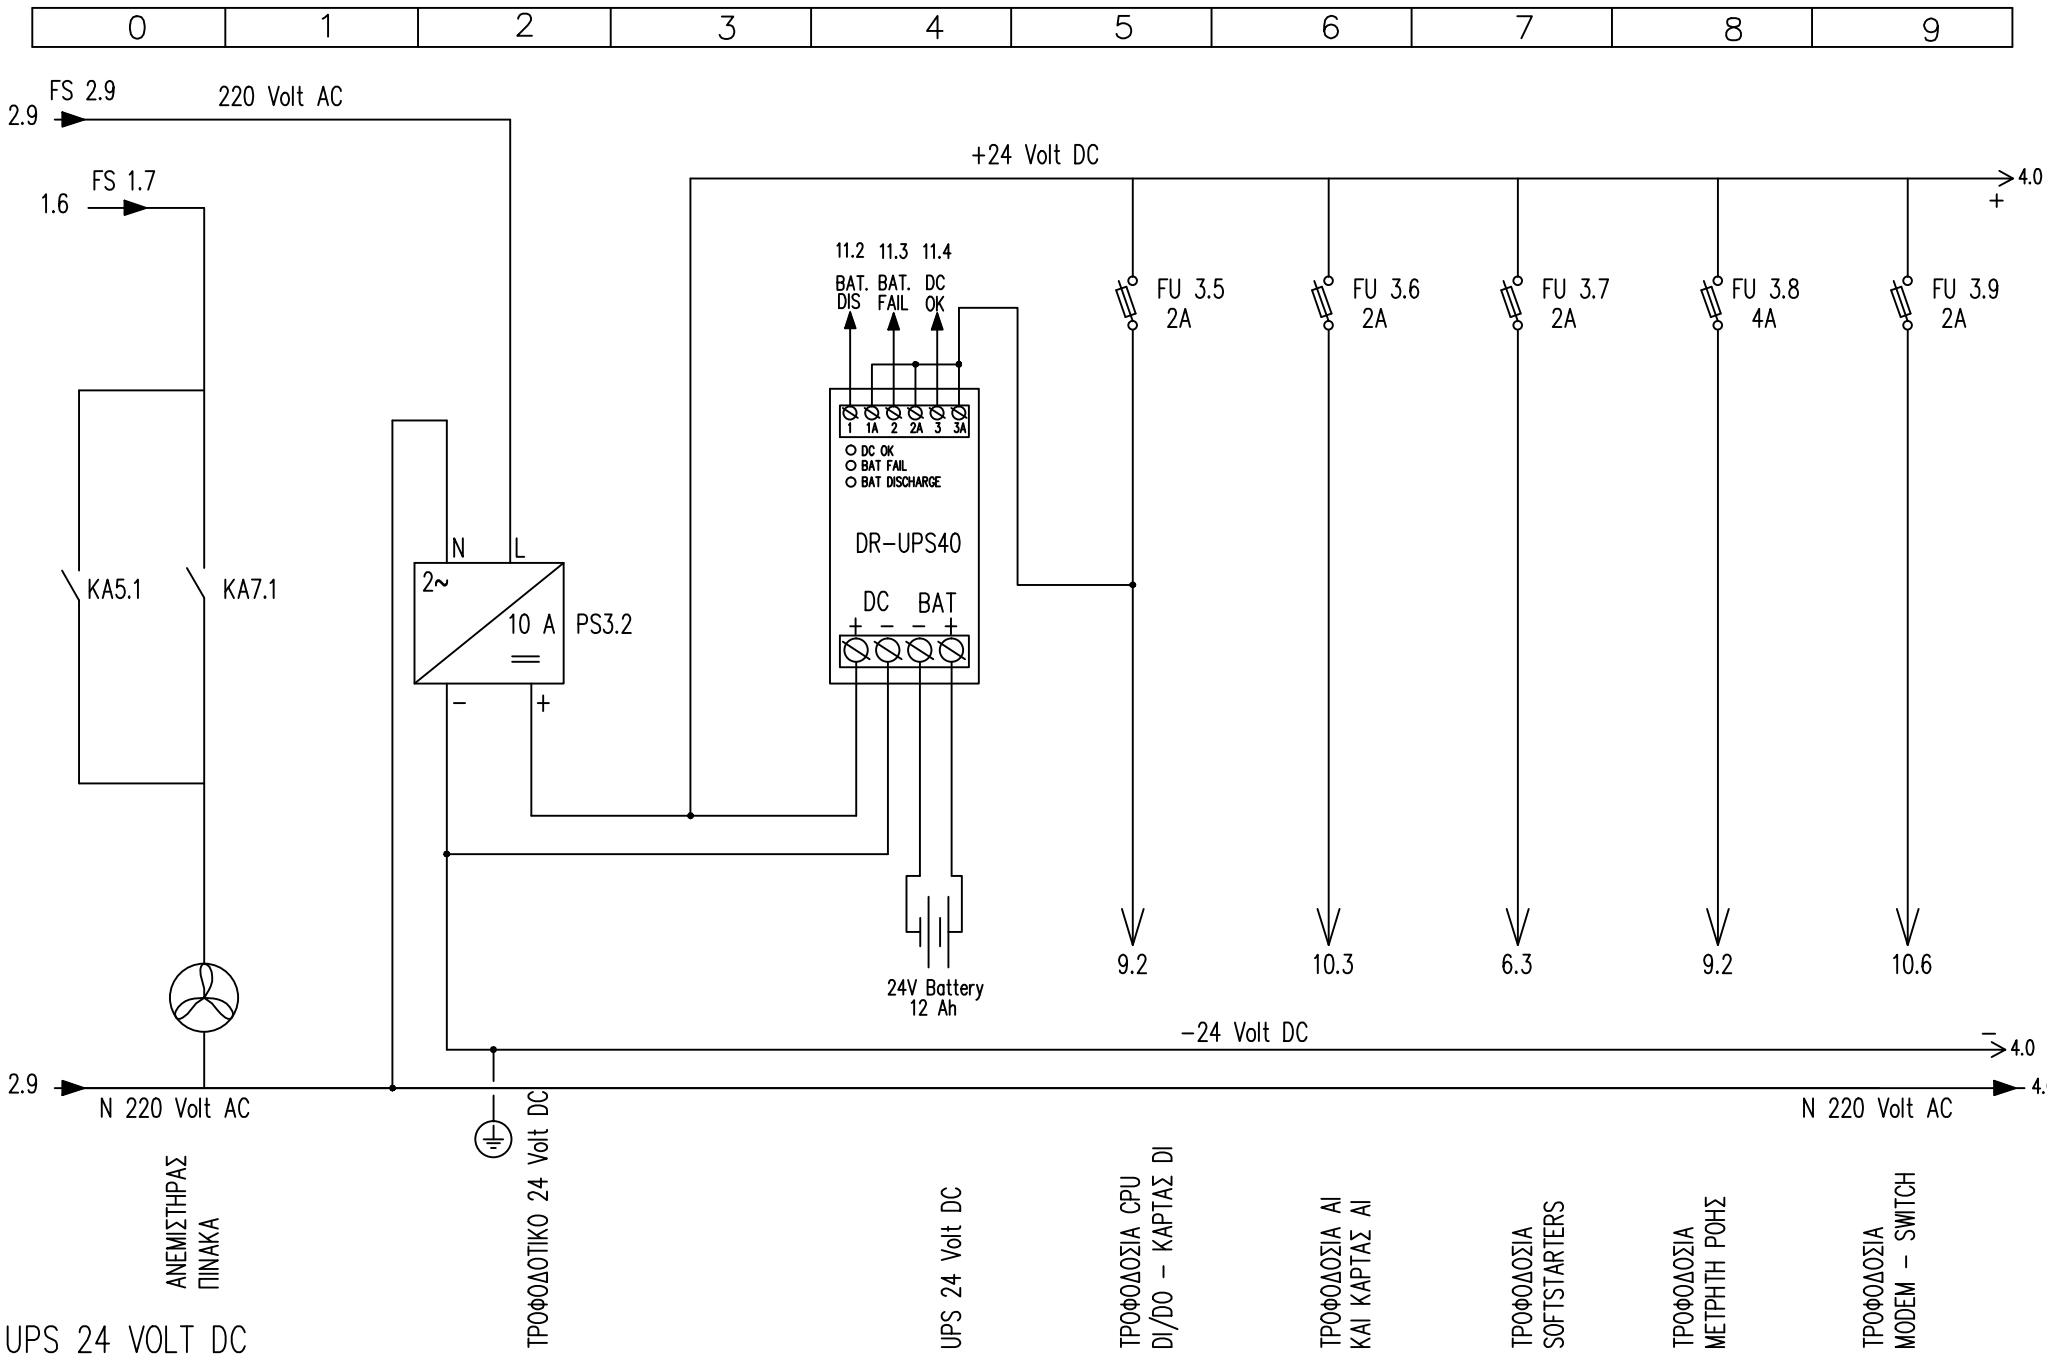 0 1 2 3 4 5 6 7 8 9
FS 2.9
2.9
220 Volt AC
FS 1.7
1.6
+24 Volt DC
4.0
+
11.2 11.3 11.4
BAT. BAT. DC
DIS FAIL OK
FU 3.5
2A
FU 3.6
2A
FU 3.7
2A
FU 3.8
4A
FU 3.9
2A
1 1A 2 2A 3 3A
DC OK
BAT FAIL
BAT DISCHARGE
DR-UPS40
DC BAT
+ - - +
N L
2~
10 A
PS3.2
- +
KA5.1
KA7.1
24V Battery
12 Ah
9.2
10.3
6.3
9.2
10.6
-24 Volt DC
-
4.0
2.9
N 220 Volt AC
N 220 Volt AC
ΑΝΕΜΙΣΤΗΡΑΣ
ΠΙΝΑΚΑ
ΤΡΟΦΟΔΟΤΙΚΟ 24 Volt DC
UPS 24 Volt DC
ΤΡΟΦΟΔΟΣΙΑ CPU
DI/DO - ΚΑΡΤΑΣ DI
ΤΡΟΦΟΔΟΣΙΑ AI
ΚΑΙ ΚΑΡΤΑΣ AI
ΤΡΟΦΟΔΟΣΙΑ
SOFTSTARTERS
ΤΡΟΦΟΔΟΣΙΑ
ΜΕΤΡΗΤΗ ΡΟΗΣ
ΤΡΟΦΟΔΟΣΙΑ
MODEM - SWITCH
UPS 24 VOLT DC